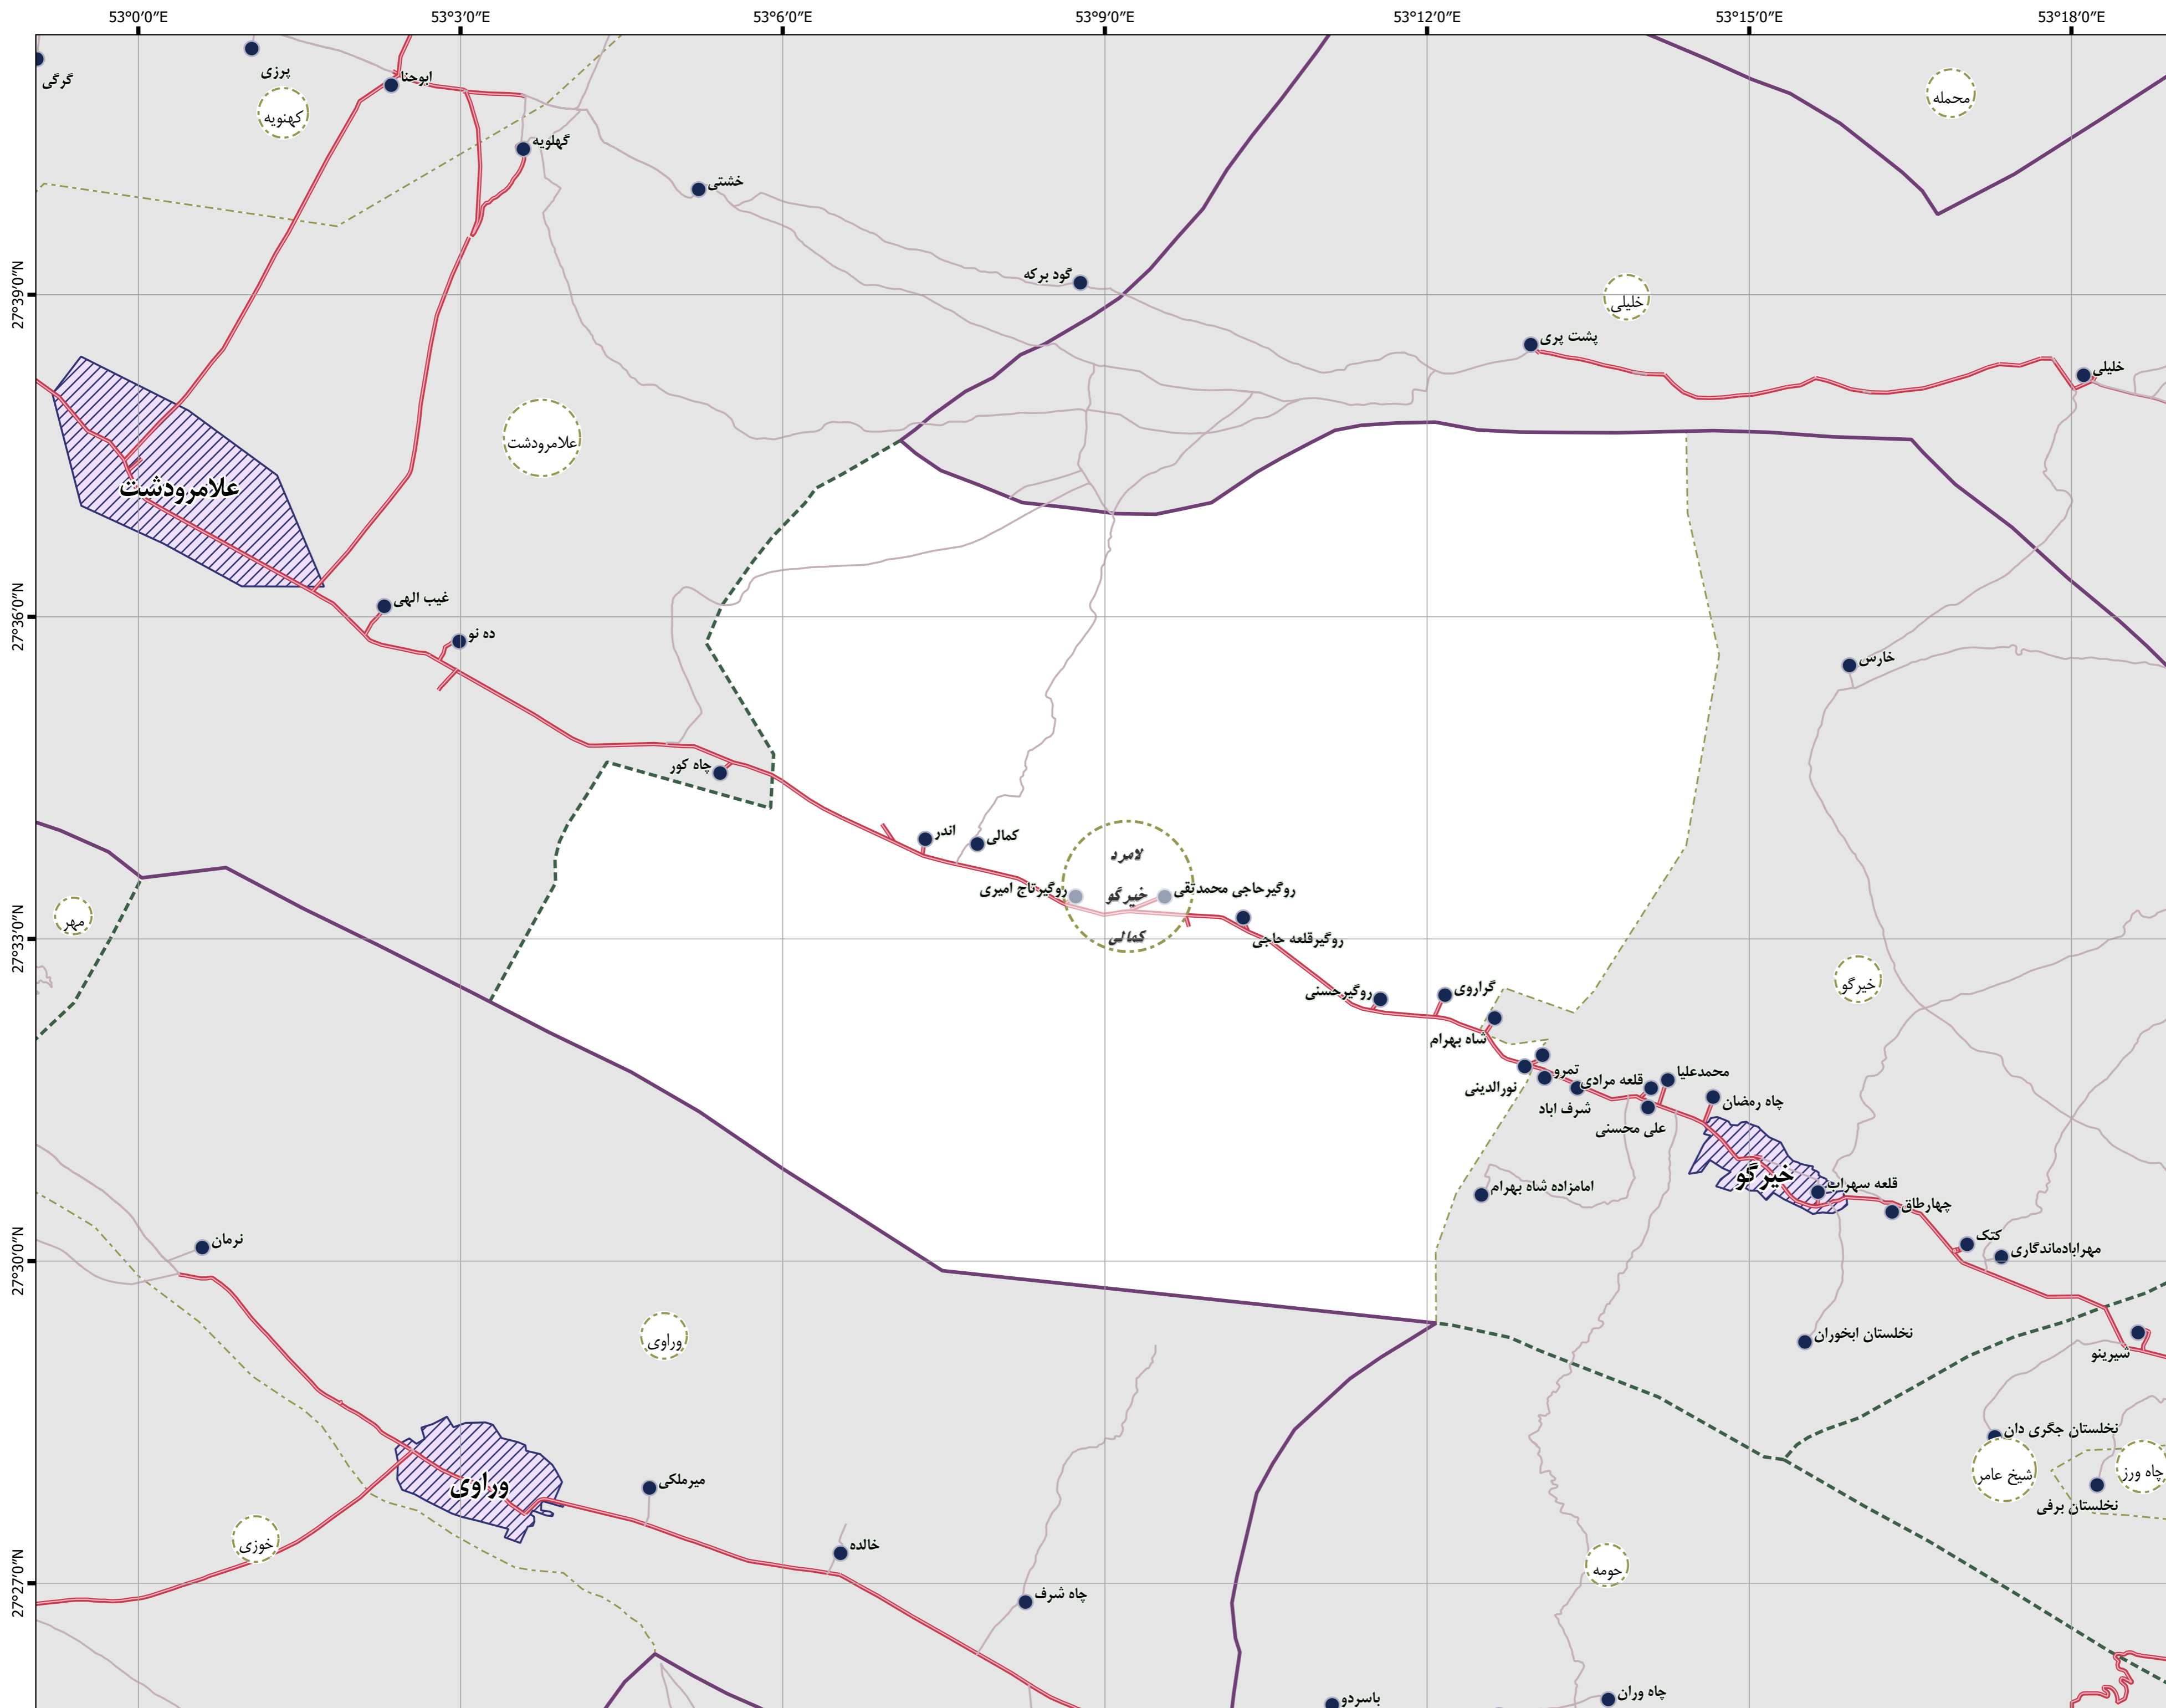 53°0'0"E
53°3'0"E
53°6'0"E
53°9'0"E
53°12'0"E
53°15'0"E
53°18'0"E
گرگی
پرزی
ابوحنا
کهنویه
گهلویه
خشتی
محمله
27°39'0"N
گود برکه
خلیلی
پشت پری
خلیلی
علامرودشت
علامرودشت
27°36'0"N
غیب الهی
ده نو
خارس
چاه کور
اندر
کمالی
لامرد
خیرگو
کمالی
روگیرتاج امیری
روگیرحاجی محمدتقی
روگیرقلعه حاجی
مهر
27°33'0"N
روگیرحسنی
گراروی
خیرگو
شاه بهرام
نورالدینی
تمرو
قلعه مرادی
محمدعلیا
شرف اباد
علی محسنی
چاه رمضان
خیرگو
امامزاده شاه بهرام
قلعه سهراب
چهارطاق
کتک
مهرابادماندگاری
نرمان
27°30'0"N
وراوی
نخلستان ابخوران
شیرینو
نخلستان جگری دان
شیخ عامر
چاه ورز
نخلستان برفی
وراوی
میرملکی
خوزی
خالده
چاه شرف
حومه
27°27'0"N
باسردو
چاه وران